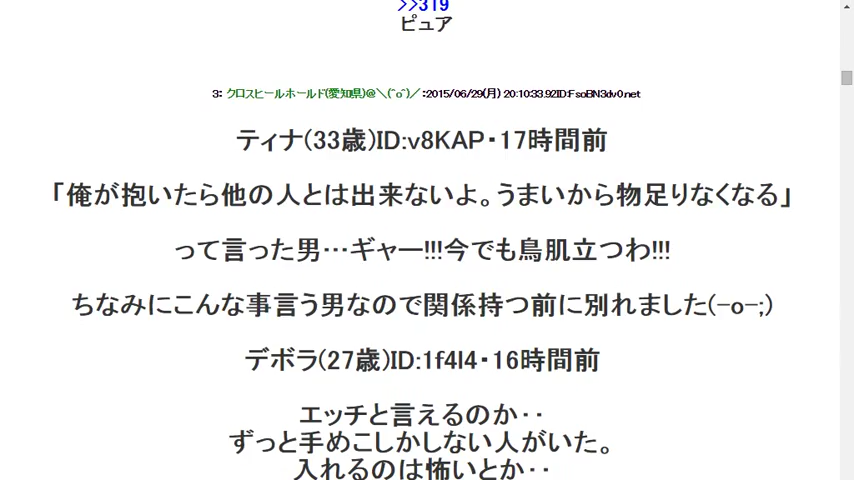 >>319
ピュア
3: クロスヒールホールド(愛知県)@＼(^o^)／:2015/06/29(月) 20:10:33.92ID:FsoBN3dv0.net
ティナ(33歳)ID:v8KAP・17時間前
「俺が抱いたら他の人とは出来ないよ。うまいから物足りなくなる」
って言った男…ギャー!!!今でも鳥肌立つわ!!!
ちなみにこんな事言う男なので関係持つ前に別れました(-o-;)
デボラ(27歳)ID:1f4l4・16時間前
エッチと言えるのか・・
ずっと手めこしかしない人がいた。
入れるのは怖いとか・・